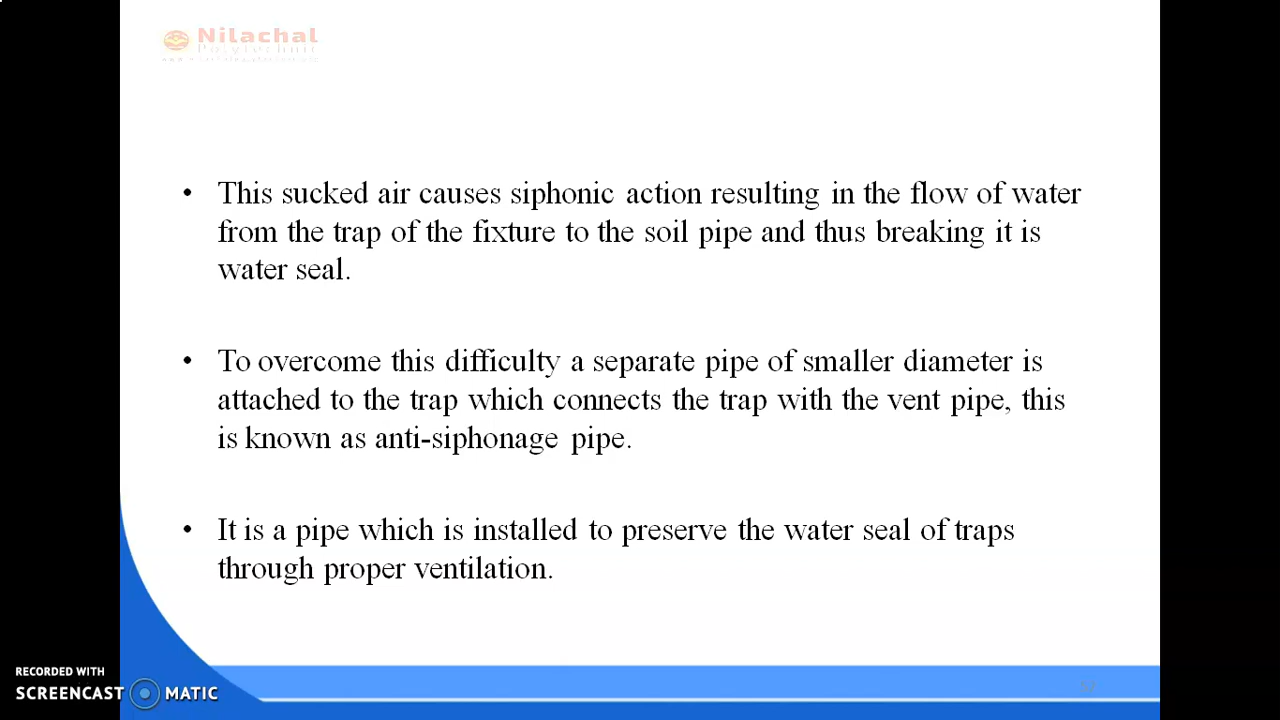 Nilachal
Polytechnic
• This sucked air causes siphonic action resulting in the flow of water
from the trap of the fixture to the soil pipe and thus breaking it is
water seal.
• To overcome this difficulty a separate pipe of smaller diameter is
attached to the trap which connects the trap with the vent pipe, this
is known as anti-siphonage pipe.
• It is a pipe which is installed to preserve the water seal of traps
through proper ventilation.
RECORDED WITH
SCREENCAST MATIC